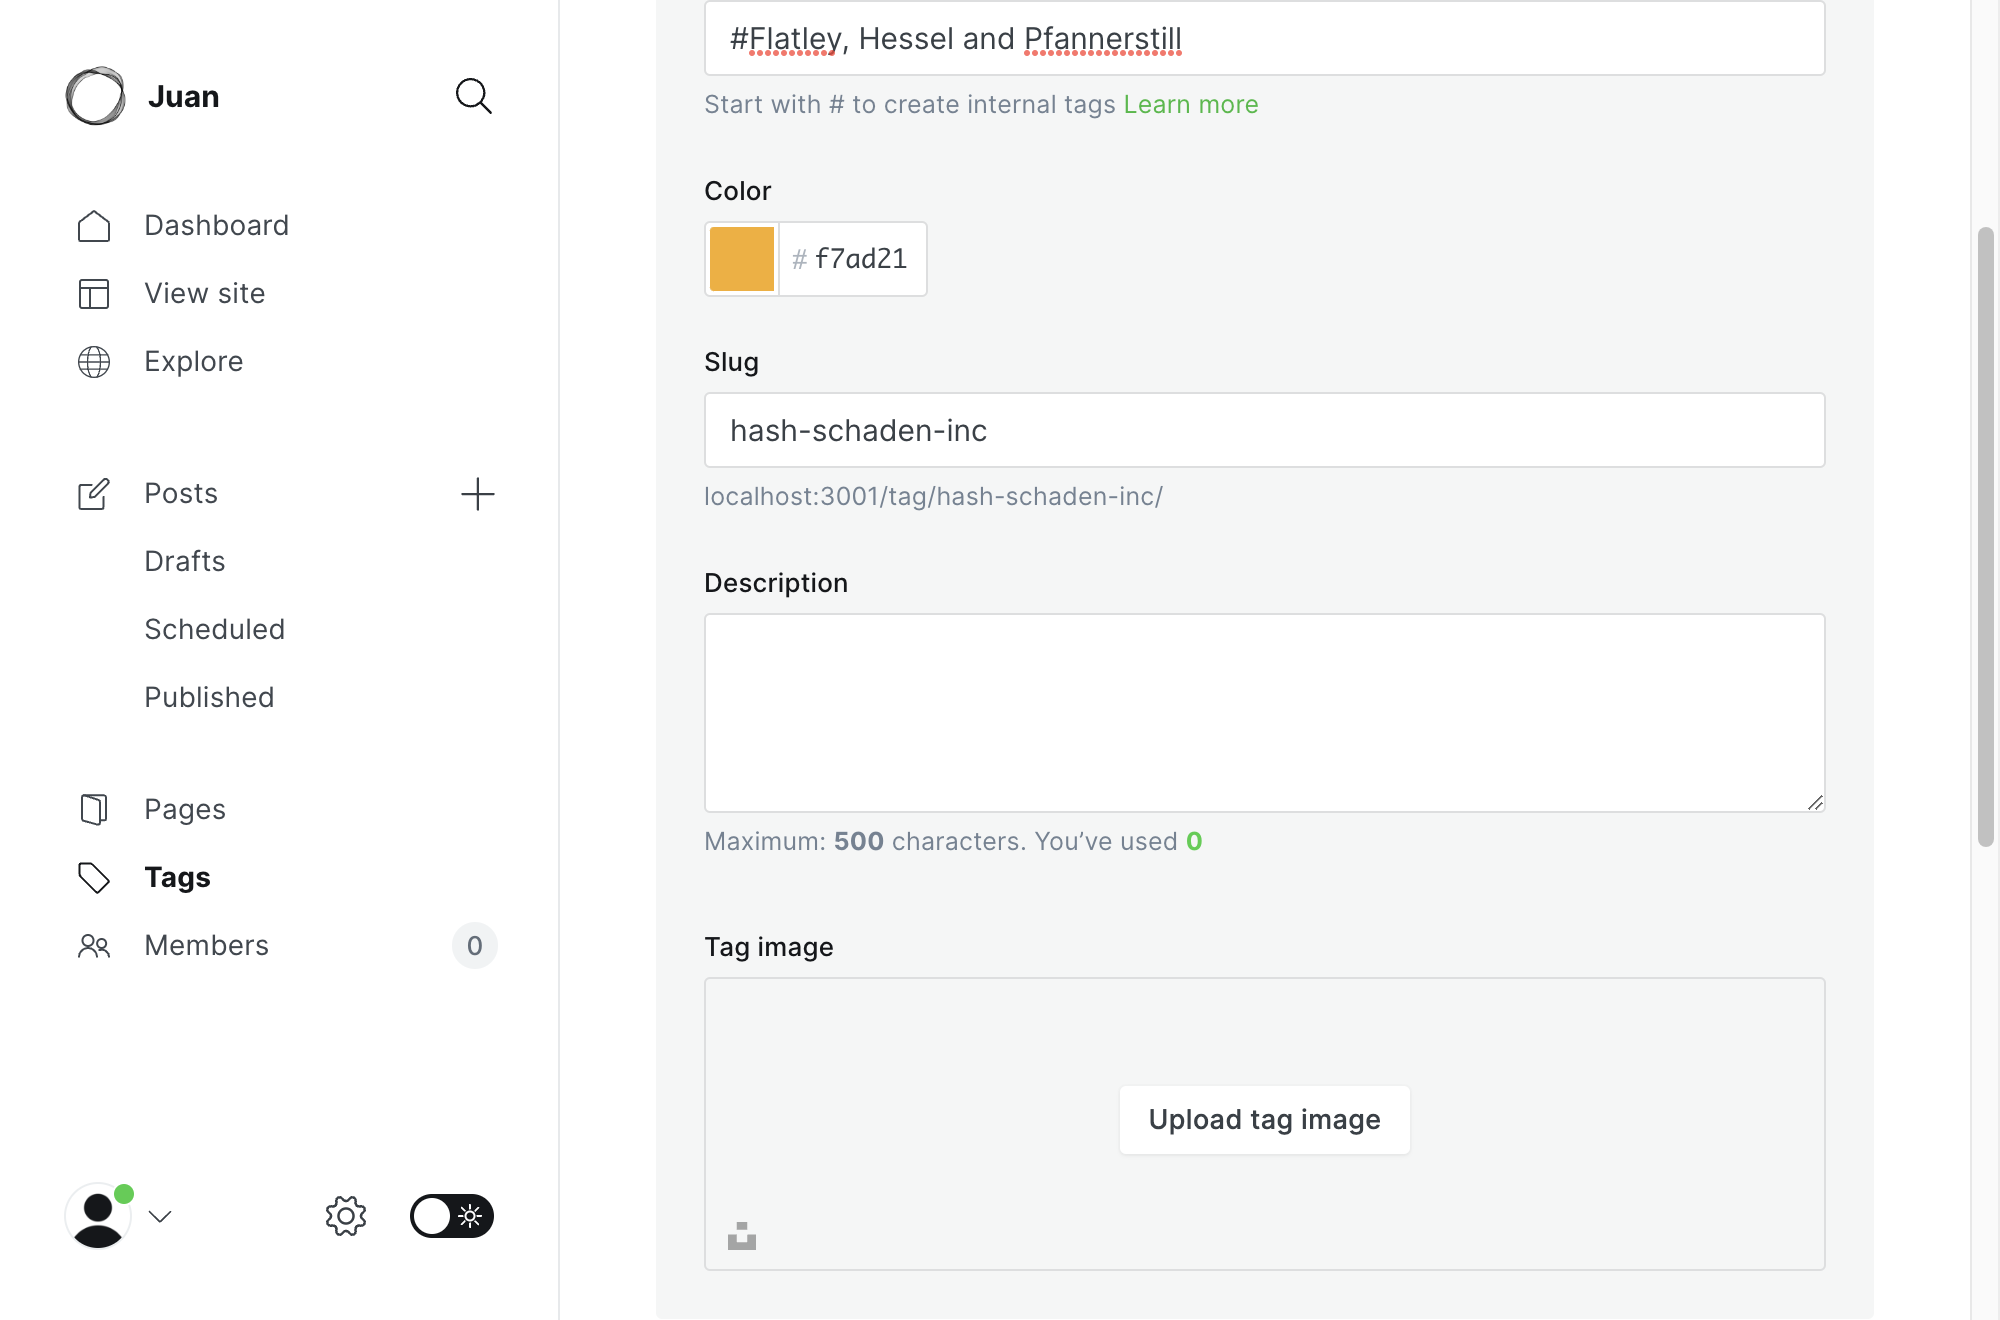 Juan
Dashboard
View site
Explore
Posts
Drafts
Scheduled
Published
Pages
Tags
Members 0
#Flatley, Hessel and Pfannerstill
Start with # to create internal tags Learn more
Color
# f7ad21
Slug
hash-schaden-inc
localhost:3001/tag/hash-schaden-inc/
Description
Maximum: 500 characters. You’ve used 0
Tag image
Upload tag image